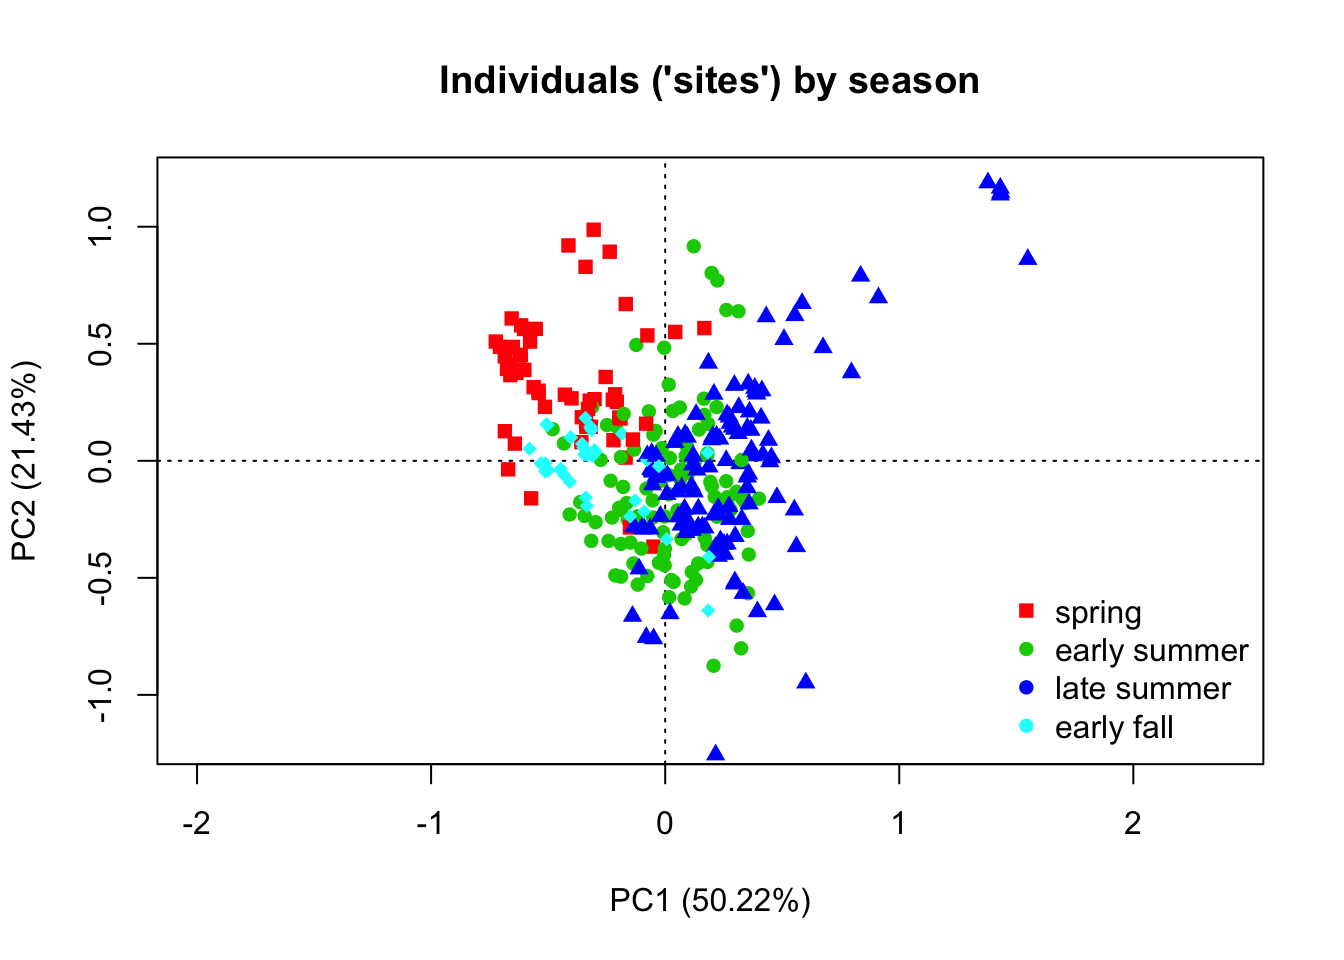 Individuals ('sites') by season
PC2 (21.43%)
1.0
0.5
0.0
-0.5
-1.0
spring
early summer
late summer
early fall
-2 -1 0 1 2
PC1 (50.22%)